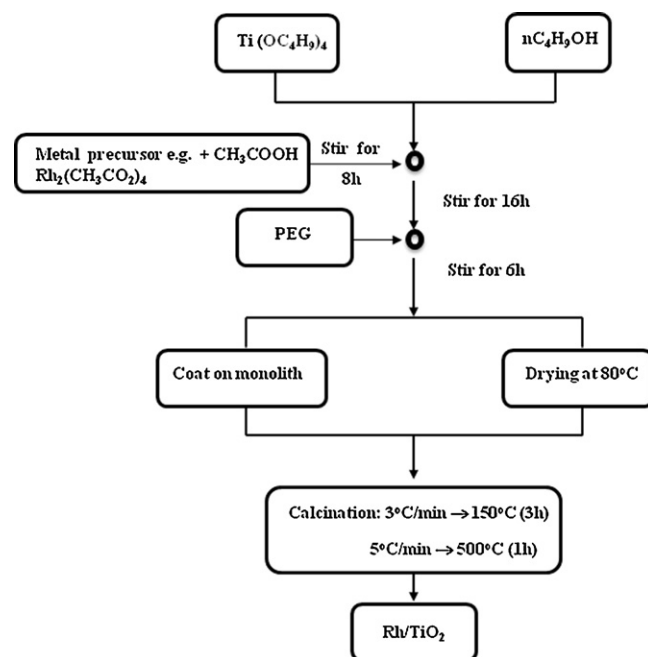 Ti (OC₄H₉)₄
nC₄H₉OH
Metal precursor e.g. + CH₃COOH
Rh₂(CH₃CO₂)₄
Stir for
8h
Stir for 16h
PEG
Stir for 6h
Coat on monolith
Drying at 80°C
Calcination: 3°C/min → 150°C (3h)
5°C/min → 500°C (1h)
Rh/TiO₂